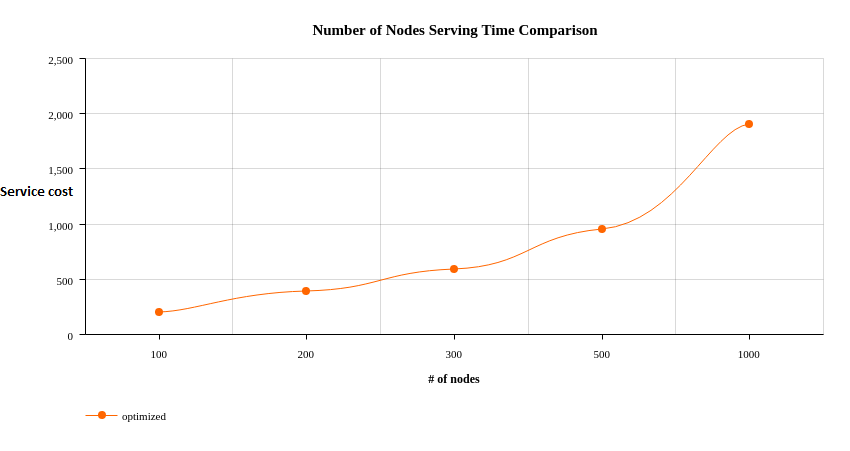 Number of Nodes Serving Time Comparison
2,500
2,000
1,500
Service cost
1,000
500
0
100 200 300 500 1000
# of nodes
optimized